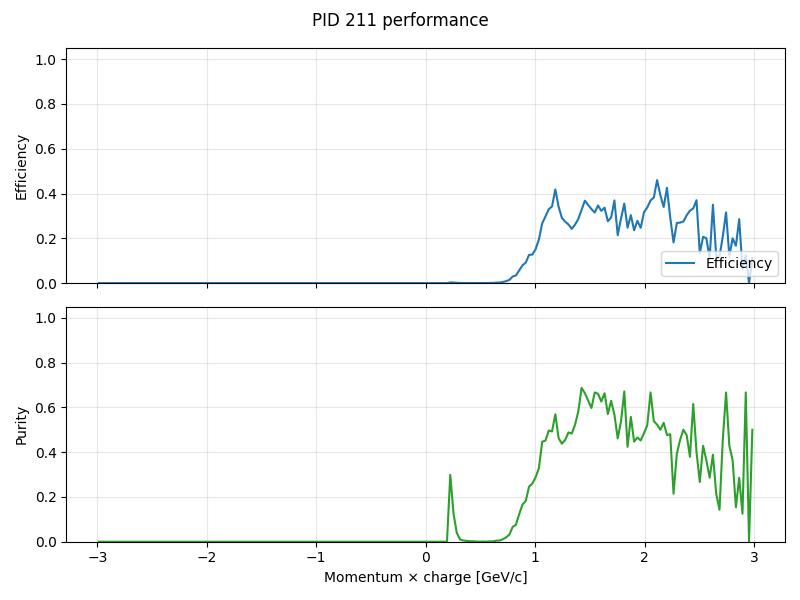 PID 211 performance
1.0
0.8
0.6
0.4
0.2
0.0
Efficiency
Efficiency
1.0
0.8
0.6
0.4
0.2
0.0
Purity
−3 −2 −1 0 1 2 3
Momentum × charge [GeV/c]